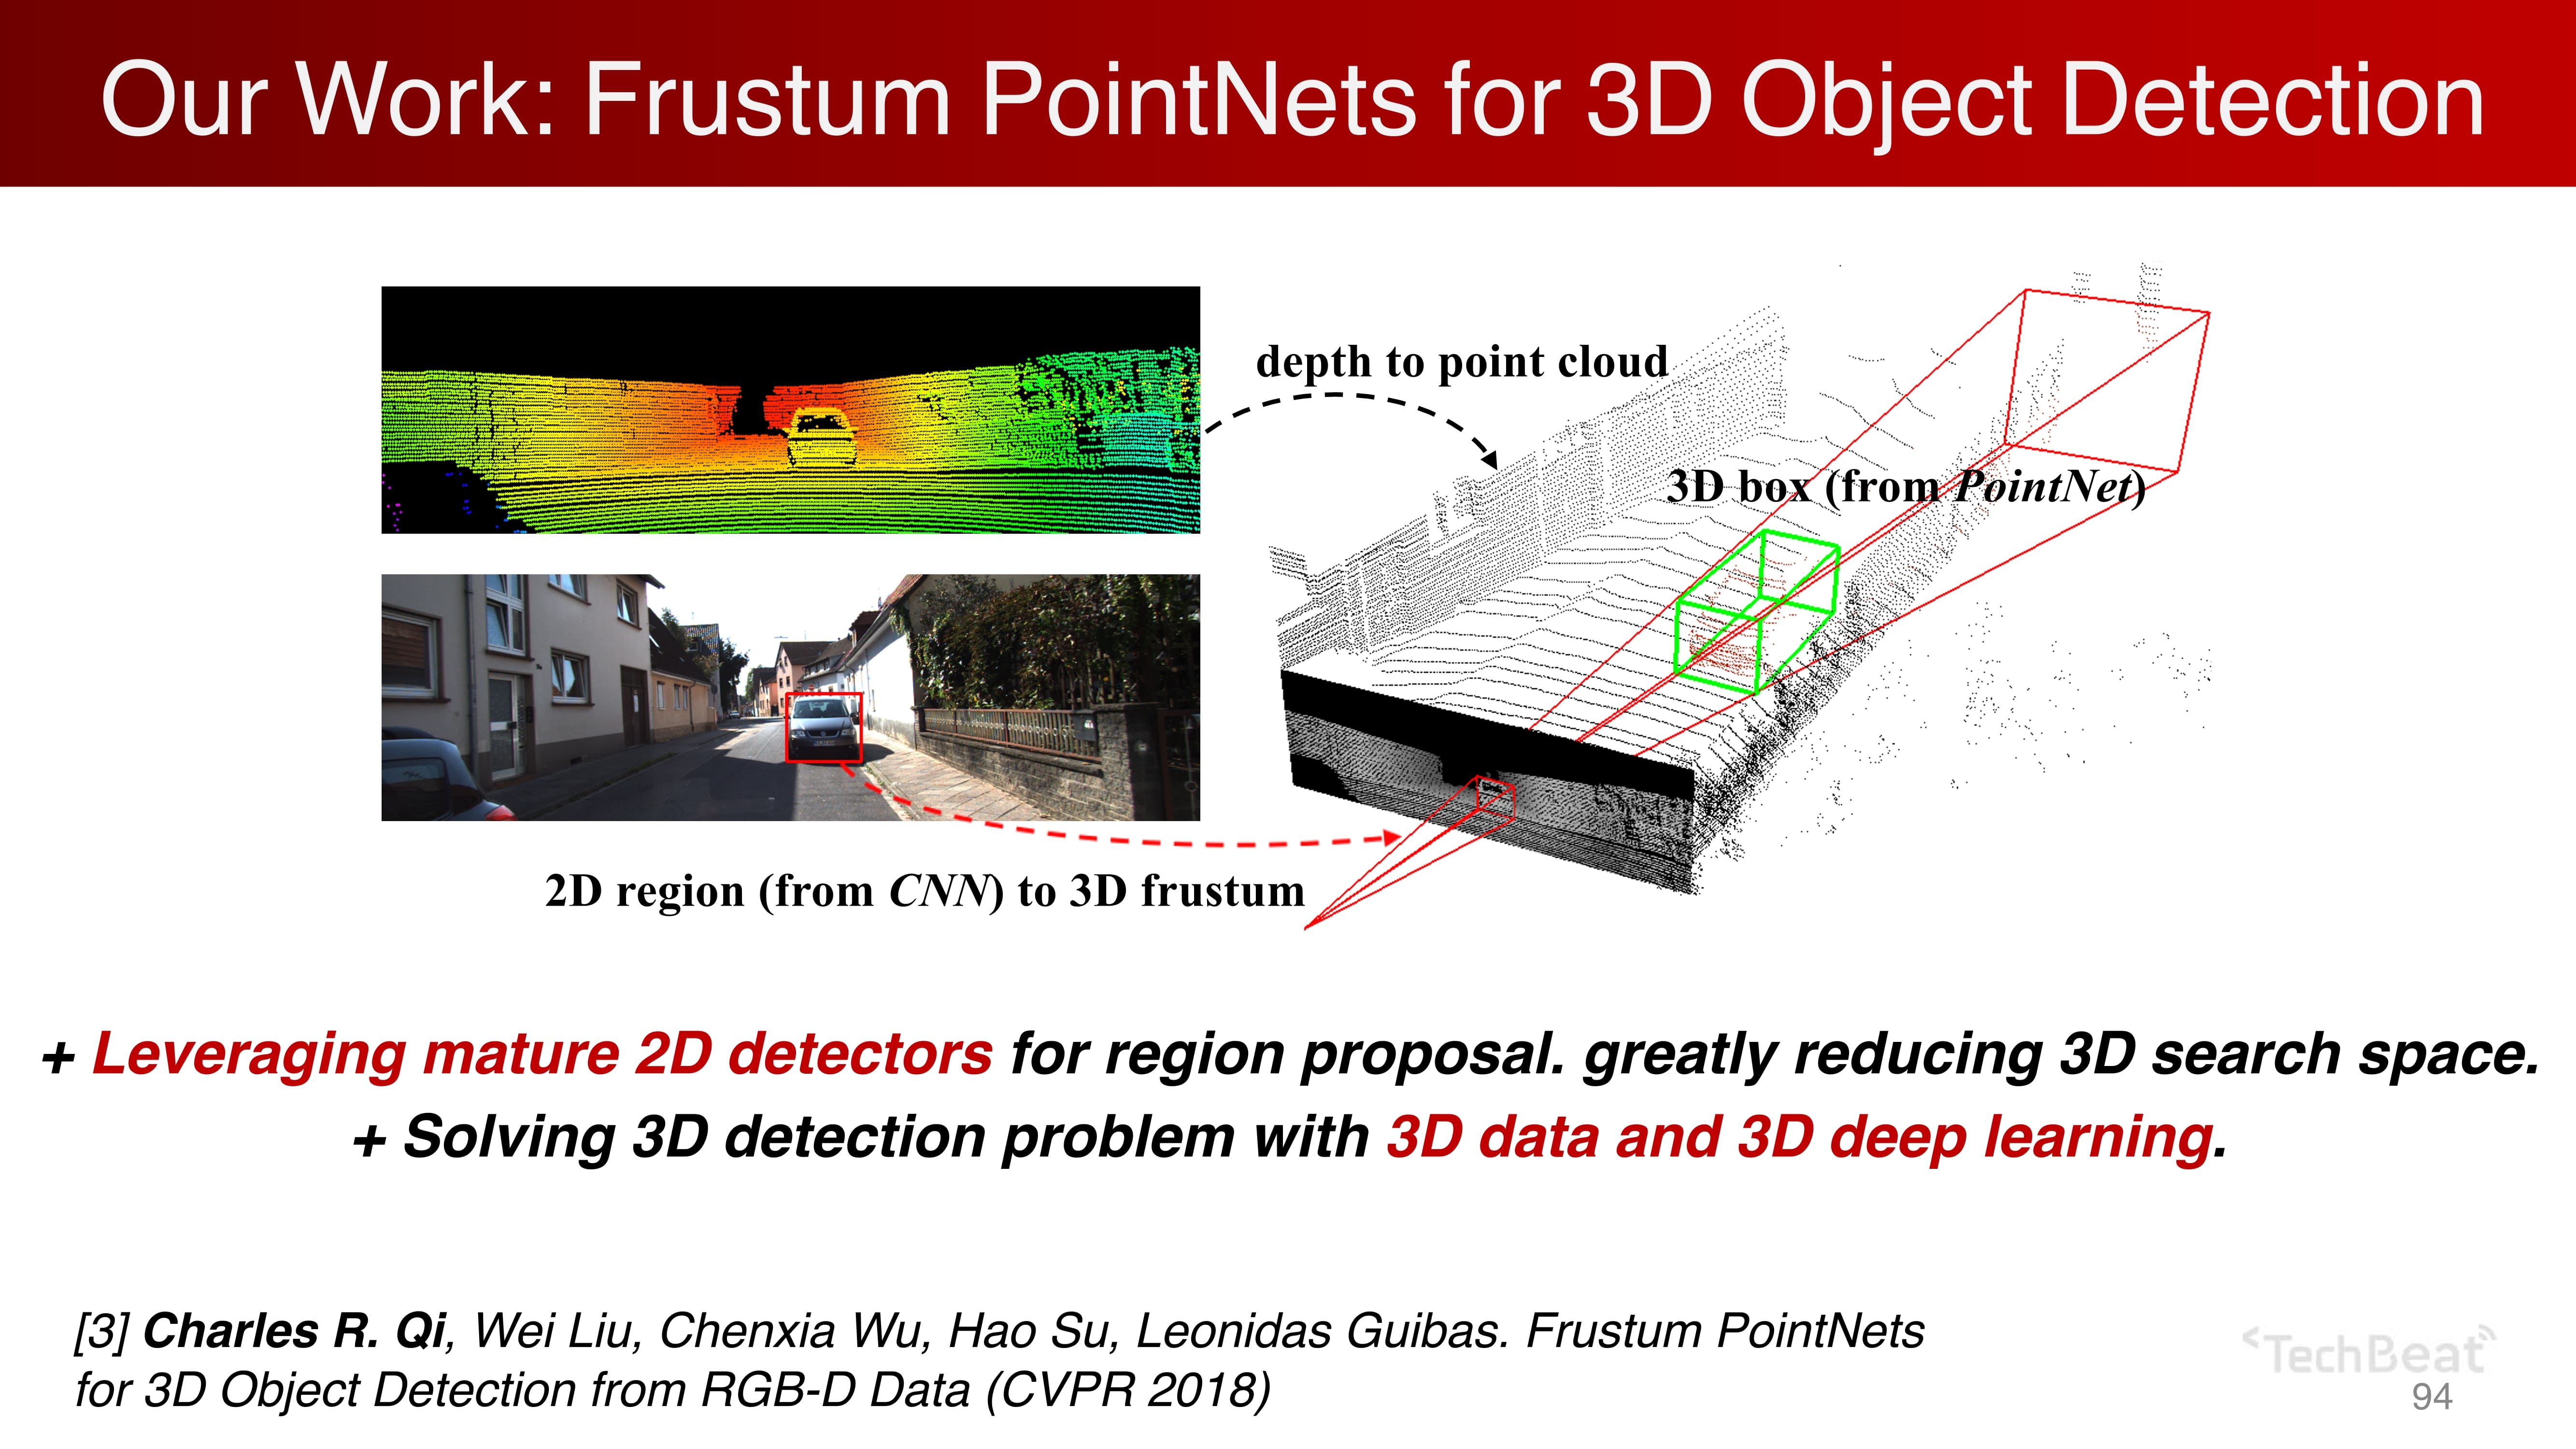 Our Work: Frustum PointNets for 3D Object Detection
depth to point cloud
3D box (from PointNet)
2D region (from CNN) to 3D frustum
+ Leveraging mature 2D detectors for region proposal. greatly reducing 3D search space.
+ Solving 3D detection problem with 3D data and 3D deep learning.
[3] Charles R. Qi, Wei Liu, Chenxia Wu, Hao Su, Leonidas Guibas. Frustum PointNets
for 3D Object Detection from RGB-D Data (CVPR 2018)
TechBeat
94